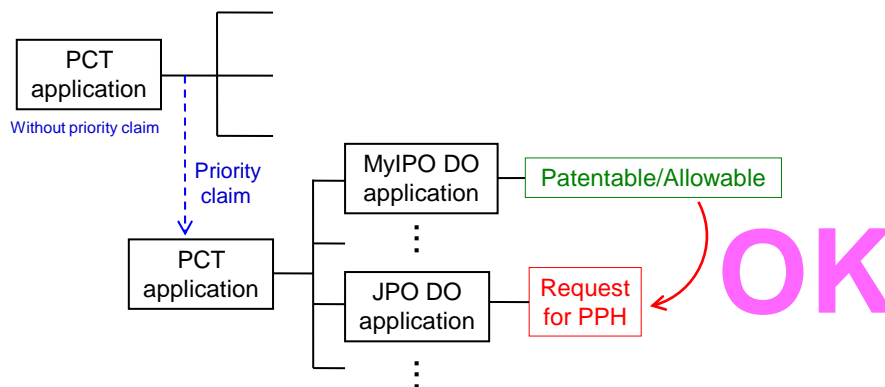 PCT
application
Without priority claim
Priority
claim
MyIPO DO
application
Patentable/Allowable
⋮
PCT
application
JPO DO
application
Request
for PPH
OK
⋮